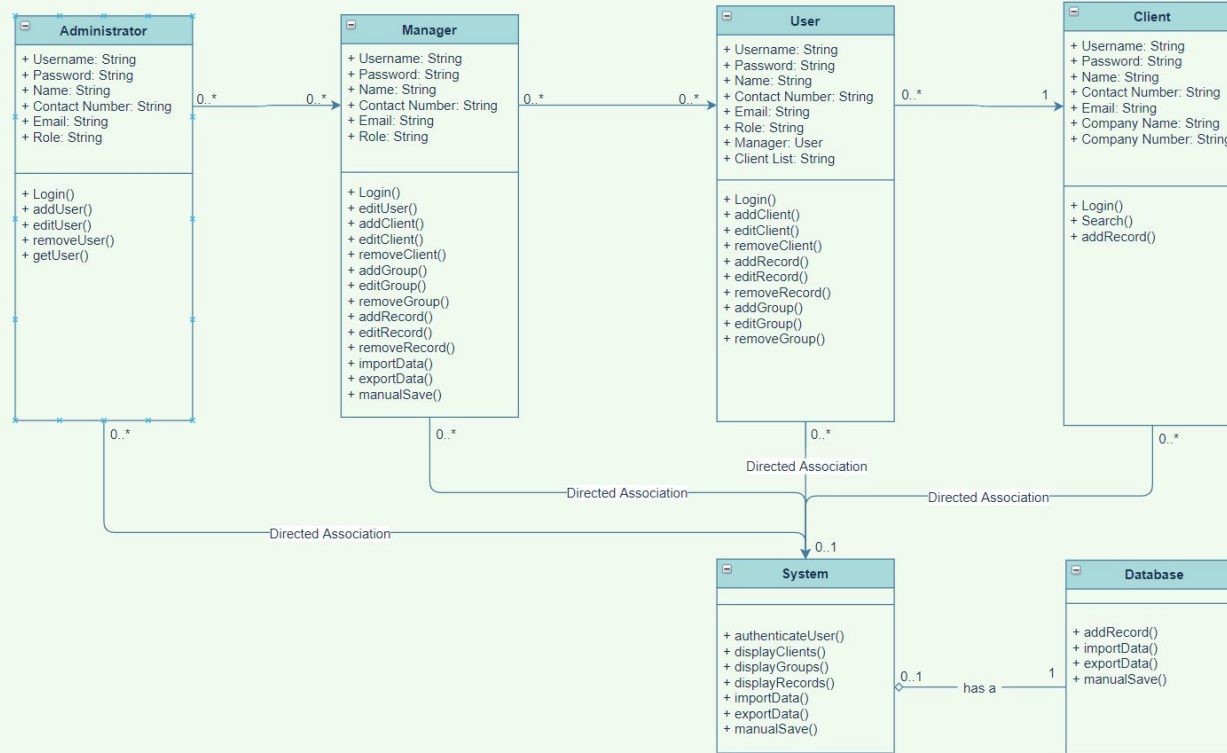 Administrator
+ Username: String
+ Password: String
+ Name: String
+ Contact Number: String
+ Email: String
+ Role: String
+ Login()
+ addUser()
+ editUser()
+ removeUser()
+ getUser()
0..*
0..*
0..*
Manager
+ Username: String
+ Password: String
+ Name: String
+ Contact Number: String
+ Email: String
+ Role: String
+ Login()
+ editUser()
+ addClient()
+ editClient()
+ removeClient()
+ addGroup()
+ editGroup()
+ removeGroup()
+ addRecord()
+ editRecord()
+ removeRecord()
+ importData()
+ exportData()
+ manualSave()
0..*
0..*
0..*
User
+ Username: String
+ Password: String
+ Name: String
+ Contact Number: String
+ Email: String
+ Role: String
+ Manager: User
+ Client List: String
+ Login()
+ addClient()
+ editClient()
+ removeClient()
+ addRecord()
+ editRecord()
+ removeRecord()
+ addGroup()
+ editGroup()
+ removeGroup()
0..*
1
0..*
Client
+ Username: String
+ Password: String
+ Name: String
+ Contact Number: String
+ Email: String
+ Company Name: String
+ Company Number: String
+ Login()
+ Search()
+ addRecord()
0..*
Directed Association
Directed Association
Directed Association
Directed Association
0..1
System
+ authenticateUser()
+ displayClients()
+ displayGroups()
+ displayRecords()
+ importData()
+ exportData()
+ manualSave()
0..1
has a
1
Database
+ addRecord()
+ importData()
+ exportData()
+ manualSave()